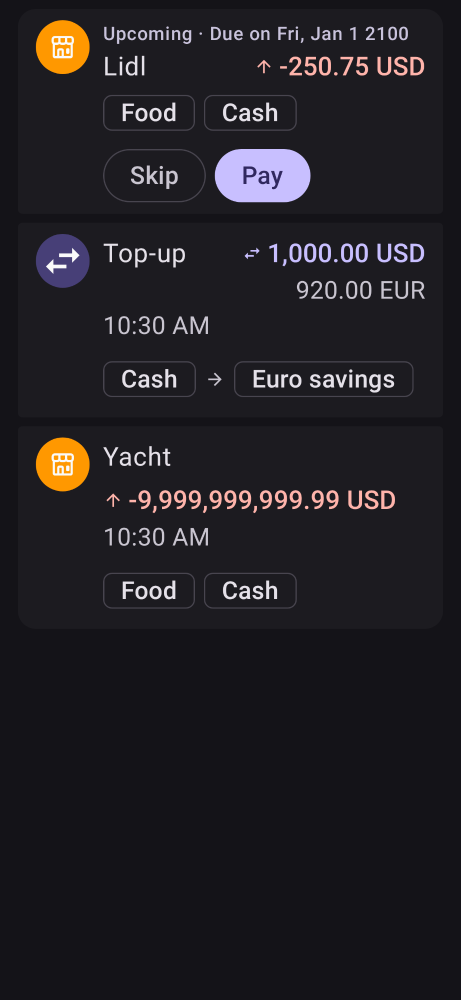 Upcoming · Due on Fri, Jan 1 2100
Lidl ↑ -250.75 USD
Food Cash
Skip Pay
Top-up 1,000.00 USD
920.00 EUR
10:30 AM
Cash → Euro savings
Yacht
↑ -9,999,999,999.99 USD
10:30 AM
Food Cash